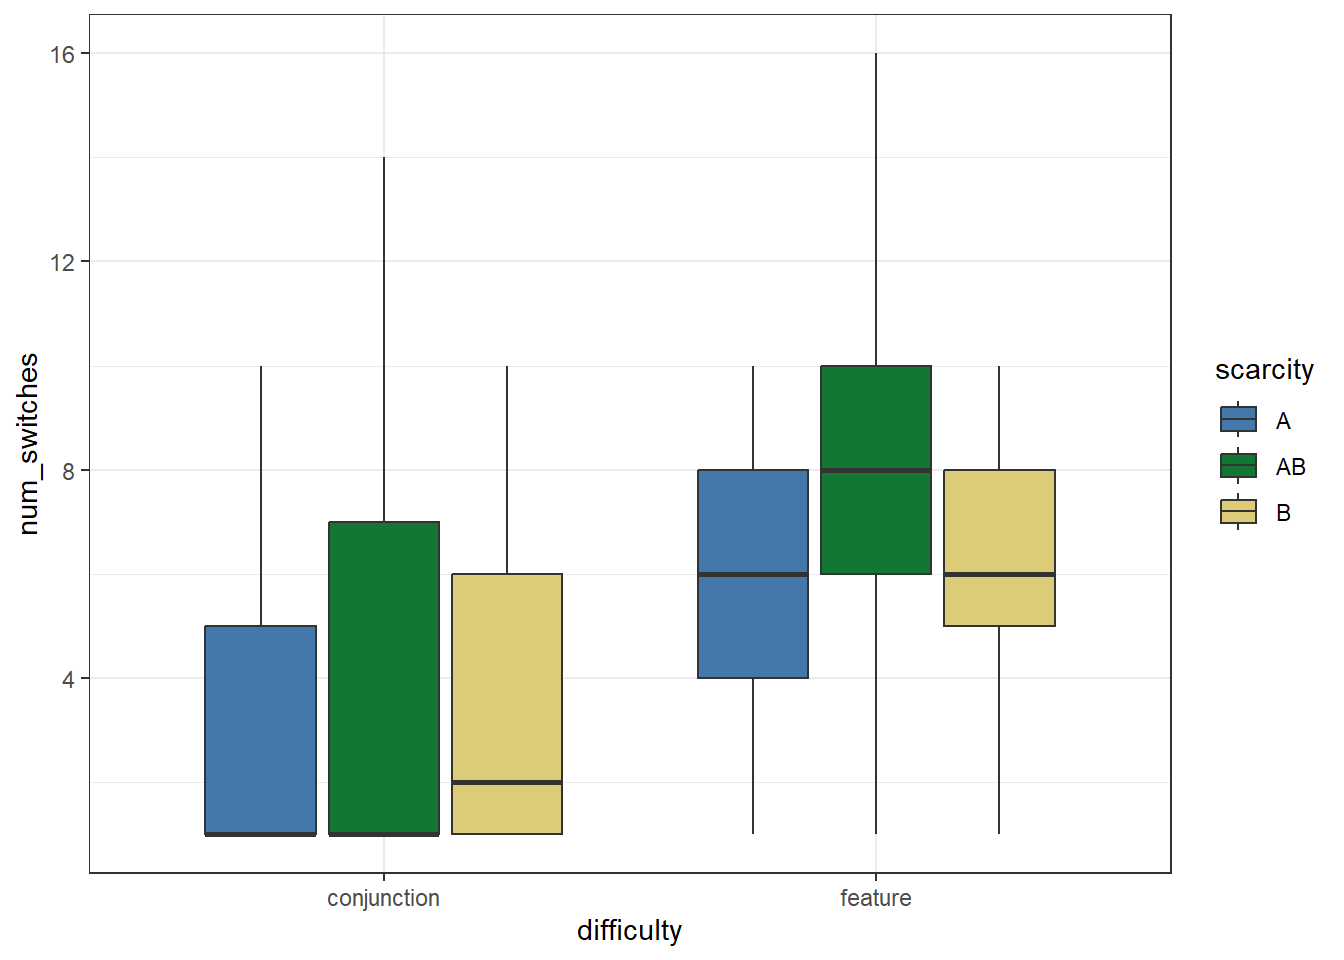 16
12
8
4
num_switches
conjunction
feature
difficulty
scarcity
A
AB
B